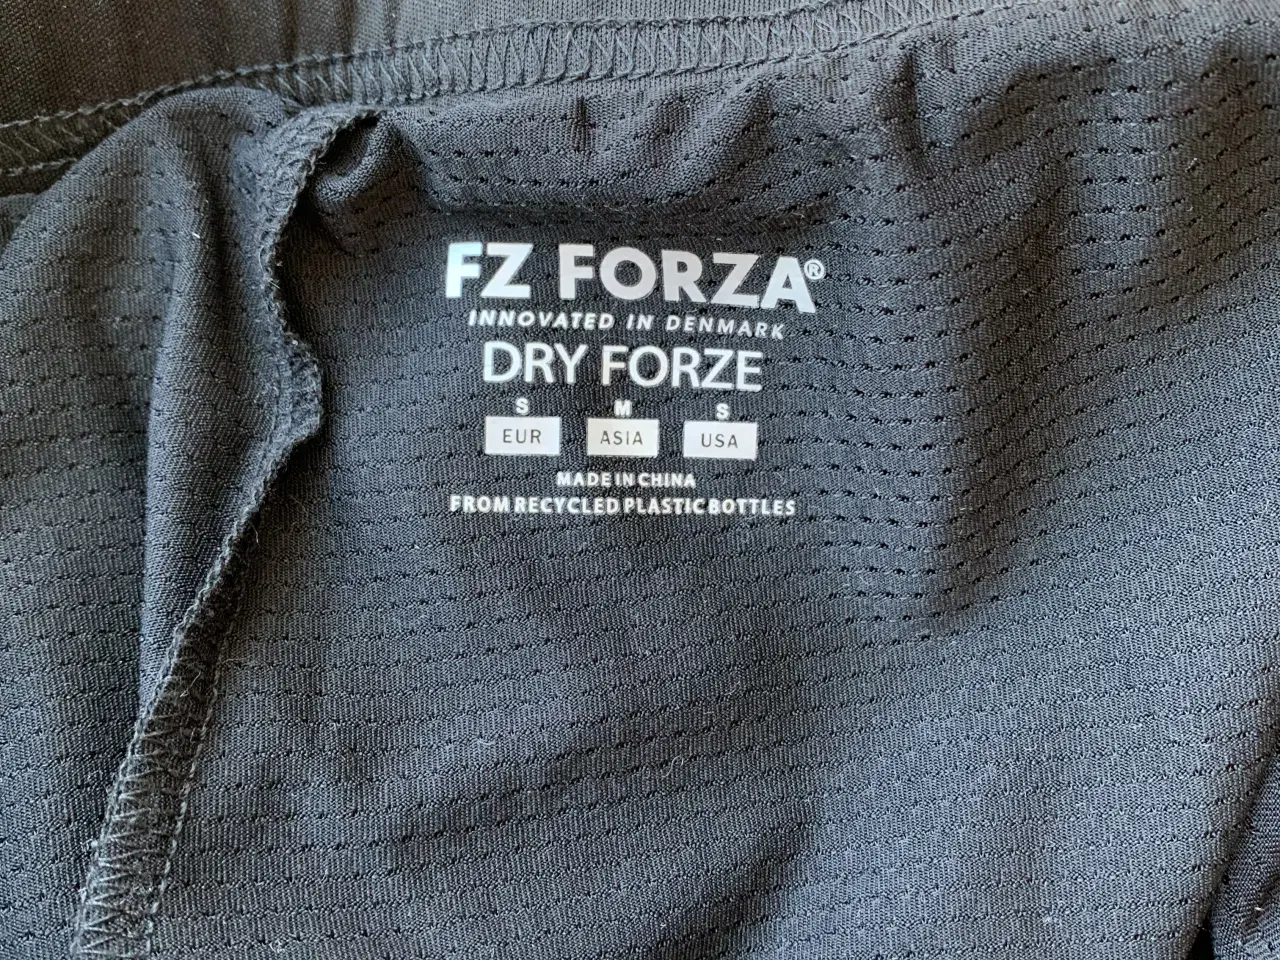 FZ FORZA®
INNOVATED IN DENMARK
DRY FORZE
S M S
EUR ASIA USA
MADE IN CHINA
FROM RECYCLED PLASTIC BOTTLES